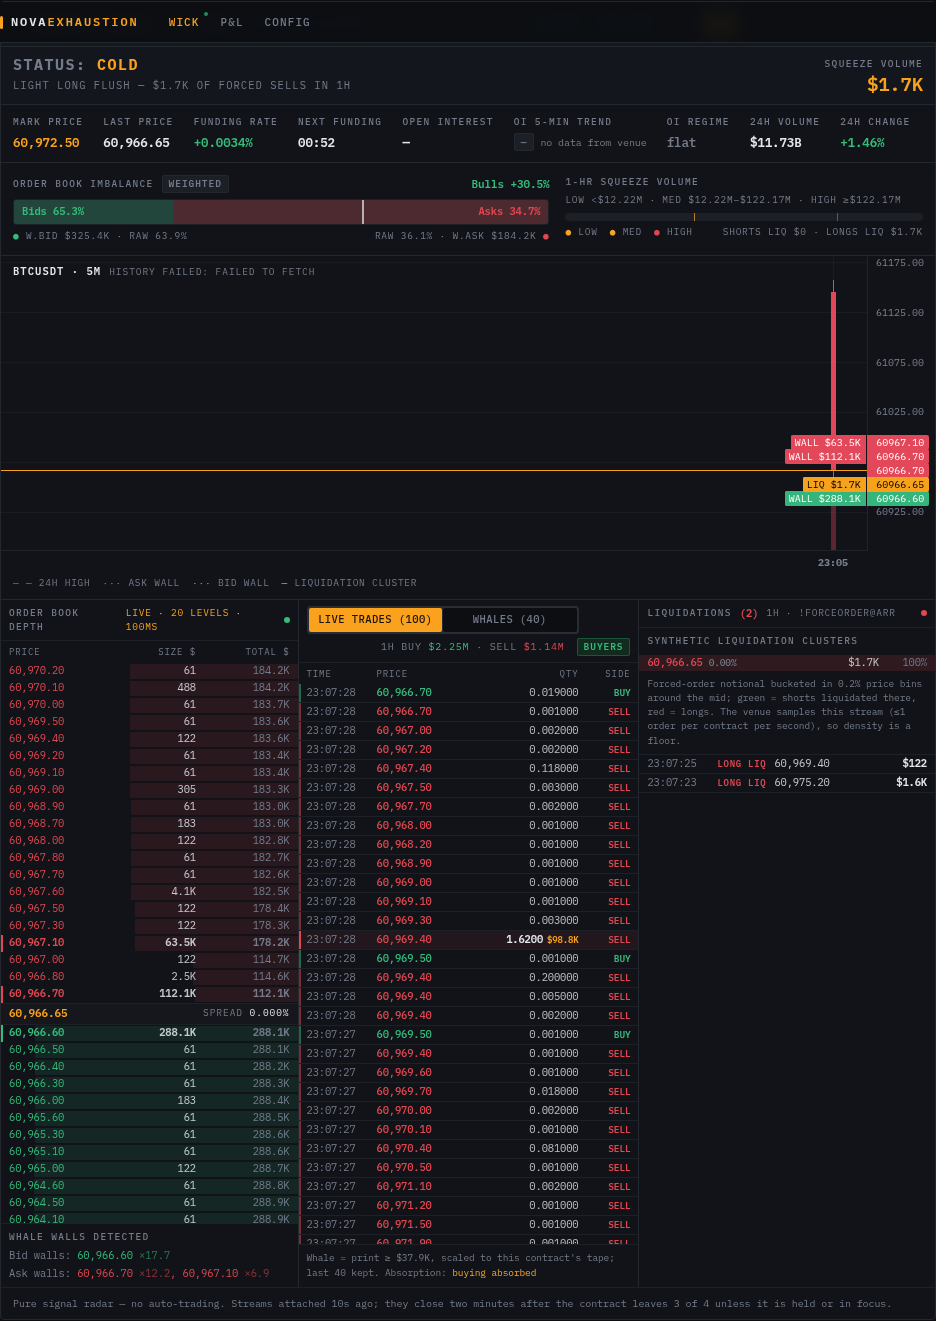 NOVAEXHAUSTION WICK P&L CONFIG
STATUS: COLD
LIGHT LONG FLUSH — $1.7K OF FORCED SELLS IN 1H
SQUEEZE VOLUME
$1.7K
MARK PRICE LAST PRICE FUNDING RATE NEXT FUNDING OPEN INTEREST OI 5-MIN TREND OI REGIME 24H VOLUME 24H CHANGE
60,972.50 60,966.65 +0.0034% 00:52 — — no data from venue flat $11.73B +1.46%
ORDER BOOK IMBALANCE WEIGHTED Bulls +30.5%
Bids 65.3% Asks 34.7%
W.BID $325.4K · RAW 63.9% RAW 36.1% · W.ASK $184.2K
1-HR SQUEEZE VOLUME
LOW <$12.22M · MED $12.22M–$122.17M · HIGH ≥$122.17M
LOW MED HIGH SHORTS LIQ $0 · LONGS LIQ $1.7K
BTCUSDT · 5M HISTORY FAILED: FAILED TO FETCH
61175.00
61125.00
61075.00
61025.00
WALL $63.5K 60967.10
WALL $112.1K 60966.70
60966.70
LIQ $1.7K 60966.65
WALL $288.1K 60966.60
60925.00
23:05
— — 24H HIGH ··· ASK WALL ··· BID WALL — LIQUIDATION CLUSTER
ORDER BOOK DEPTH LIVE · 20 LEVELS · 100MS
PRICE SIZE $ TOTAL $
60,970.20 61 184.2K
60,970.10 488 184.2K
60,970.00 61 183.7K
60,969.50 61 183.6K
60,969.40 122 183.6K
60,969.20 61 183.4K
60,969.10 61 183.4K
60,969.00 305 183.3K
60,968.90 61 183.0K
60,968.70 183 183.0K
60,968.00 122 182.8K
60,967.80 61 182.7K
60,967.70 61 182.6K
60,967.60 4.1K 182.5K
60,967.50 122 178.4K
60,967.30 122 178.3K
60,967.10 63.5K 178.2K
60,967.00 122 114.7K
60,966.80 2.5K 114.6K
60,966.70 112.1K 112.1K
60,966.65 SPREAD 0.000%
60,966.60 288.1K 288.1K
60,966.50 61 288.1K
60,966.40 61 288.2K
60,966.30 61 288.3K
60,966.00 183 288.4K
60,965.60 61 288.5K
60,965.30 61 288.6K
60,965.10 61 288.6K
60,965.00 122 288.7K
60,964.60 61 288.8K
60,964.50 61 288.9K
60,964.10 61 288.9K
WHALE WALLS DETECTED
Bid walls: 60,966.60 ×17.7
Ask walls: 60,966.70 ×12.2, 60,967.10 ×6.9
LIVE TRADES (100) WHALES (40)
1H BUY $2.25M · SELL $1.14M BUYERS
TIME PRICE QTY SIDE
23:07:28 60,966.70 0.019000 BUY
23:07:28 60,966.70 0.001000 SELL
23:07:28 60,967.00 0.002000 SELL
23:07:28 60,967.20 0.002000 SELL
23:07:28 60,967.40 0.118000 SELL
23:07:28 60,967.50 0.003000 SELL
23:07:28 60,967.70 0.002000 SELL
23:07:28 60,968.00 0.001000 SELL
23:07:28 60,968.20 0.001000 SELL
23:07:28 60,968.90 0.001000 SELL
23:07:28 60,969.00 0.001000 SELL
23:07:28 60,969.10 0.001000 SELL
23:07:28 60,969.30 0.003000 SELL
23:07:28 60,969.40 1.6200 $98.8K SELL
23:07:28 60,969.50 0.001000 BUY
23:07:28 60,969.40 0.200000 SELL
23:07:28 60,969.40 0.005000 SELL
23:07:28 60,969.40 0.002000 SELL
23:07:27 60,969.50 0.001000 BUY
23:07:27 60,969.40 0.001000 SELL
23:07:27 60,969.60 0.001000 SELL
23:07:27 60,969.70 0.018000 SELL
23:07:27 60,970.00 0.002000 SELL
23:07:27 60,970.10 0.001000 SELL
23:07:27 60,970.40 0.081000 SELL
23:07:27 60,970.50 0.001000 SELL
23:07:27 60,971.10 0.002000 SELL
23:07:27 60,971.20 0.001000 SELL
23:07:27 60,971.50 0.001000 SELL
23:07:27 60,971.90 0.001000 SELL
Whale = print ≥ $37.9K, scaled to this contract's tape;
last 40 kept. Absorption: buying absorbed
LIQUIDATIONS (2) 1H · !FORCEORDER@ARR
SYNTHETIC LIQUIDATION CLUSTERS
60,966.65 0.00% $1.7K 100%
Forced-order notional bucketed in 0.2% price bins
around the mid; green = shorts liquidated there,
red = longs. The venue samples this stream (≤1
order per contract per second), so density is a
floor.
23:07:25 LONG LIQ 60,969.40 $122
23:07:23 LONG LIQ 60,975.20 $1.6K
Pure signal radar — no auto-trading. Streams attached 10s ago; they close two minutes after the contract leaves 3 of 4 unless it is held or in focus.